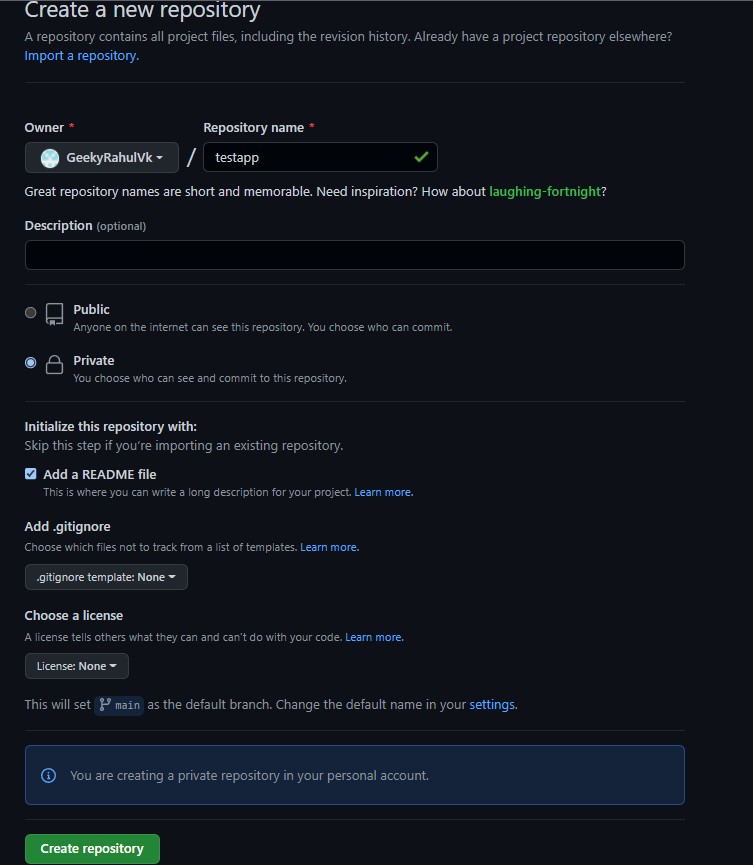 Create a new repository
A repository contains all project files, including the revision history. Already have a project repository elsewhere?
Import a repository.
Owner * Repository name *
GeekyRahulVk / testapp
Great repository names are short and memorable. Need inspiration? How about laughing-fortnight?
Description (optional)
Public
Anyone on the internet can see this repository. You choose who can commit.
Private
You choose who can see and commit to this repository.
Initialize this repository with:
Skip this step if you're importing an existing repository.
Add a README file
This is where you can write a long description for your project. Learn more.
Add .gitignore
Choose which files not to track from a list of templates. Learn more.
.gitignore template: None
Choose a license
A license tells others what they can and can't do with your code. Learn more.
License: None
This will set main as the default branch. Change the default name in your settings.
You are creating a private repository in your personal account.
Create repository